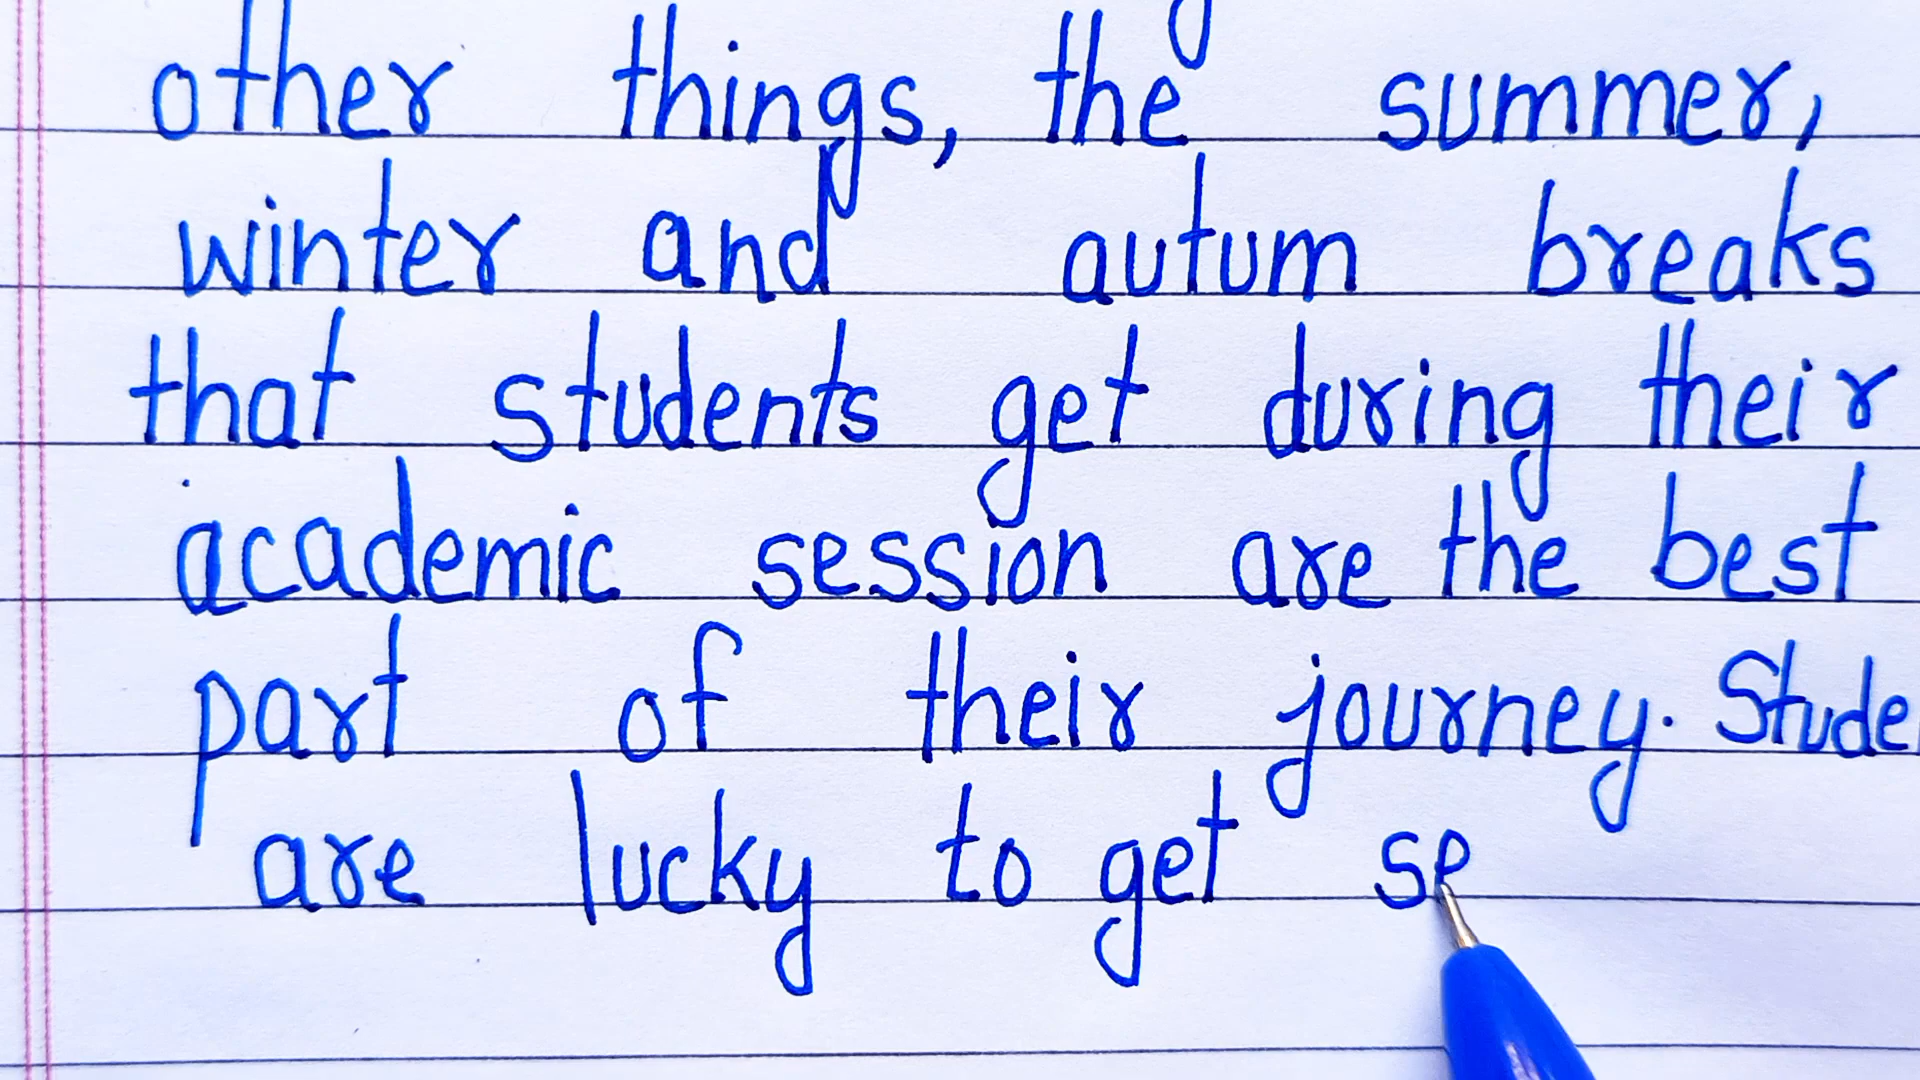 other things, the summer,
winter and autum breaks
that students get during their
academic session are the best
part of their journey. Stude
are lucky to get se